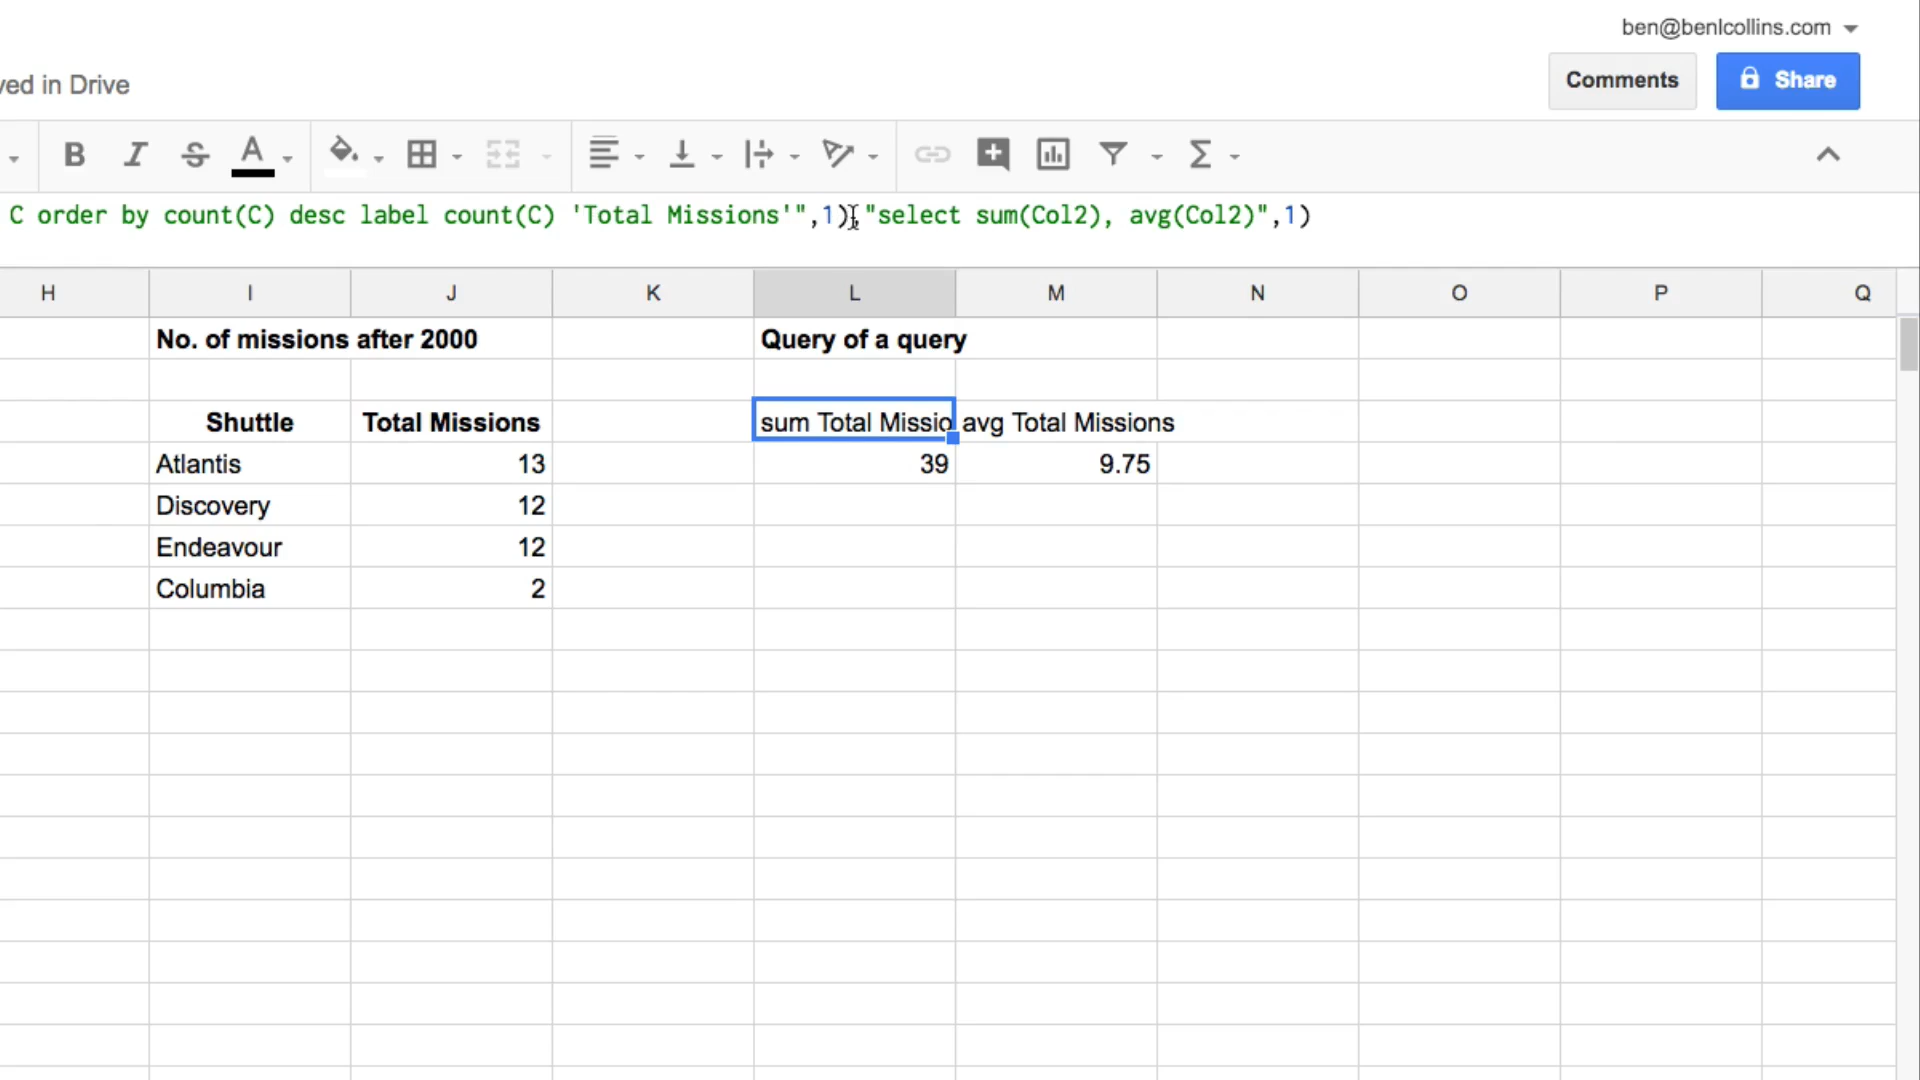 ben@benlcollins.com
ved in Drive
Comments
Share
B I S A
C order by count(C) desc label count(C) 'Total Missions'",1),"select sum(Col2), avg(Col2)",1)
H I J K L M N O P Q
No. of missions after 2000 Query of a query
Shuttle Total Missions sum Total Missio avg Total Missions
Atlantis 13 39 9.75
Discovery 12
Endeavour 12
Columbia 2